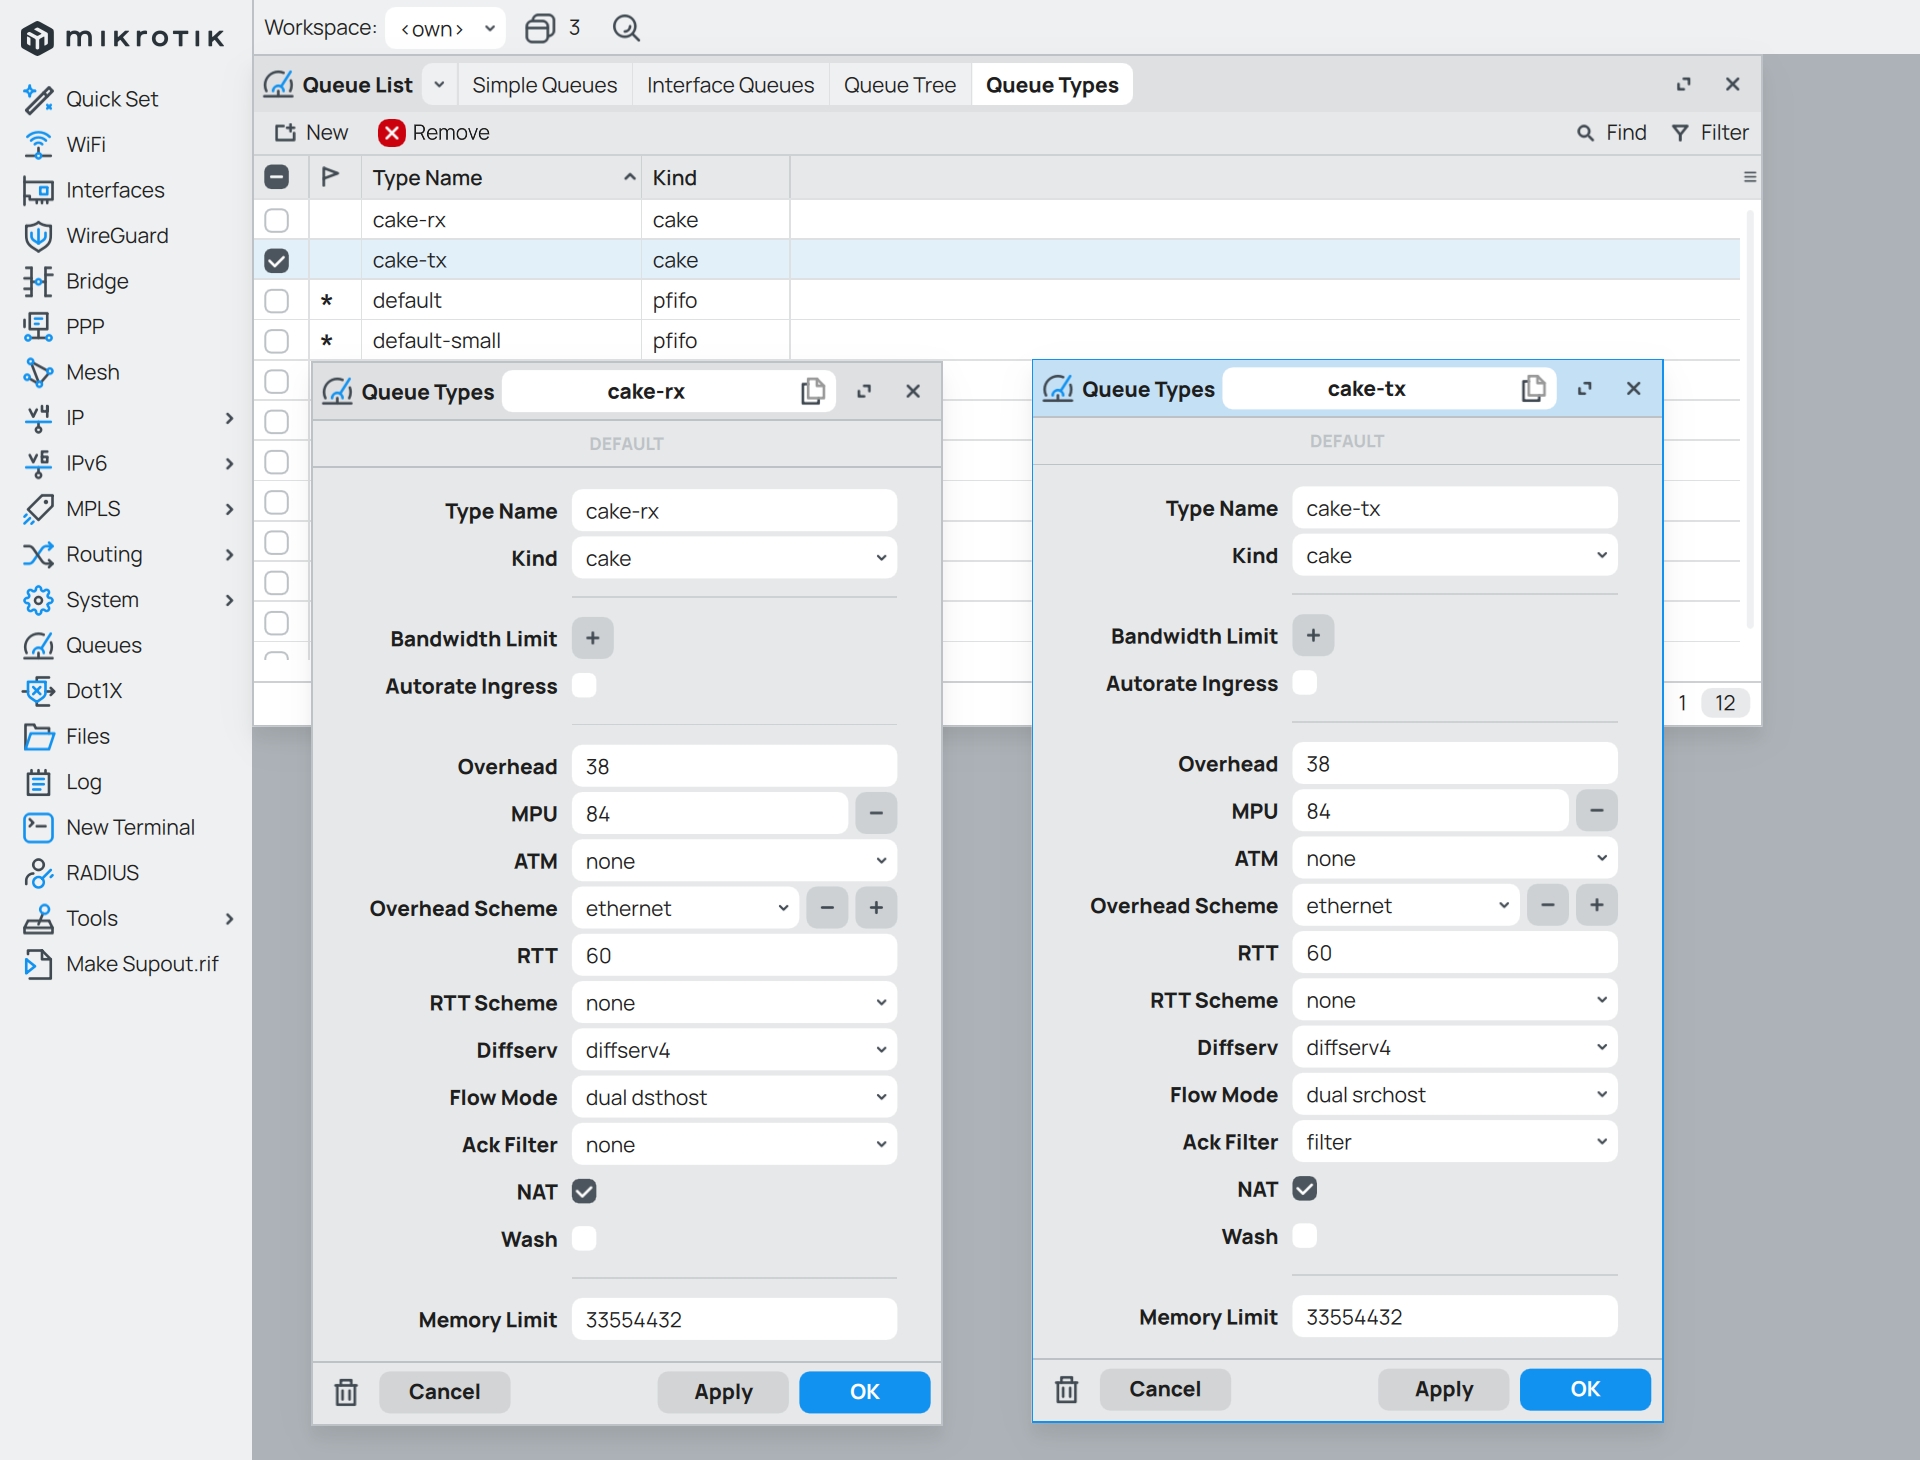 mikrotik
Workspace: <own> 3
Quick Set
WiFi
Interfaces
WireGuard
Bridge
PPP
Mesh
IP
IPv6
MPLS
Routing
System
Queues
Dot1X
Files
Log
New Terminal
RADIUS
Tools
Make Supout.rif
Queue List Simple Queues Interface Queues Queue Tree Queue Types
New Remove Find Filter
Type Name Kind
cake-rx cake
cake-tx cake
* default pfifo
* default-small pfifo
1 12
Queue Types cake-rx
DEFAULT
Type Name cake-rx
Kind cake
Bandwidth Limit +
Autorate Ingress
Overhead 38
MPU 84 -
ATM none
Overhead Scheme ethernet - +
RTT 60
RTT Scheme none
Diffserv diffserv4
Flow Mode dual dsthost
Ack Filter none
NAT
Wash
Memory Limit 33554432
Cancel Apply OK
Queue Types cake-tx
DEFAULT
Type Name cake-tx
Kind cake
Bandwidth Limit +
Autorate Ingress
Overhead 38
MPU 84 -
ATM none
Overhead Scheme ethernet - +
RTT 60
RTT Scheme none
Diffserv diffserv4
Flow Mode dual srchost
Ack Filter filter
NAT
Wash
Memory Limit 33554432
Cancel Apply OK